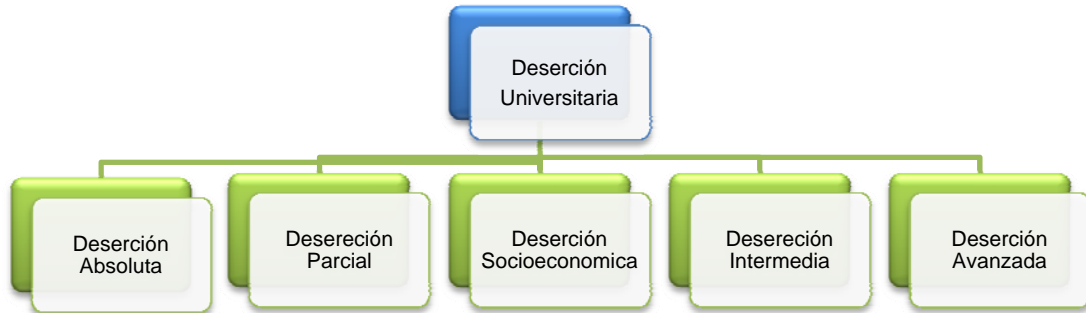 Deserción
Universitaria
Deserción
Absoluta
Desereción
Parcial
Deserción
Socioeconomica
Desereción
Intermedia
Deserción
Avanzada